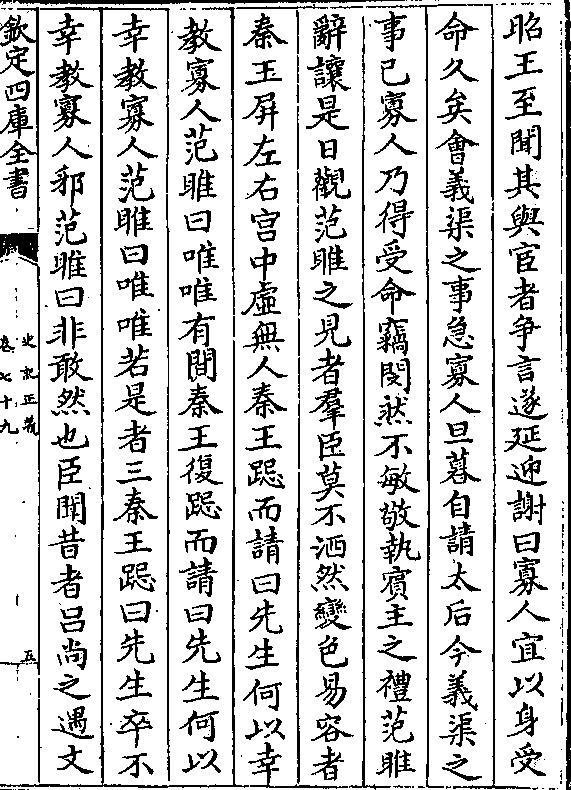 昭王至聞其與宦者争言遂延迎謝曰寡人宜以身受
命久矣會義渠之事急寡人旦暮自請太后今義渠之
事已寡人乃得受命竊閔然不敏敬執賓主之禮范雎
辭讓是日觀范雎之見者羣臣莫不洒然變色易容者
秦王屏左右宫中虛無人秦王跽而請曰先生何以幸
教寡人范雎曰唯唯有間秦王復跽而請曰先生何以
幸教寡人范雎曰唯唯若是者三秦王跽曰先生卒不
幸教寡人邪范雎曰非敢然也臣聞昔者吕尚之遇文
欽定四庫全書
史記正義
卷七十九
五